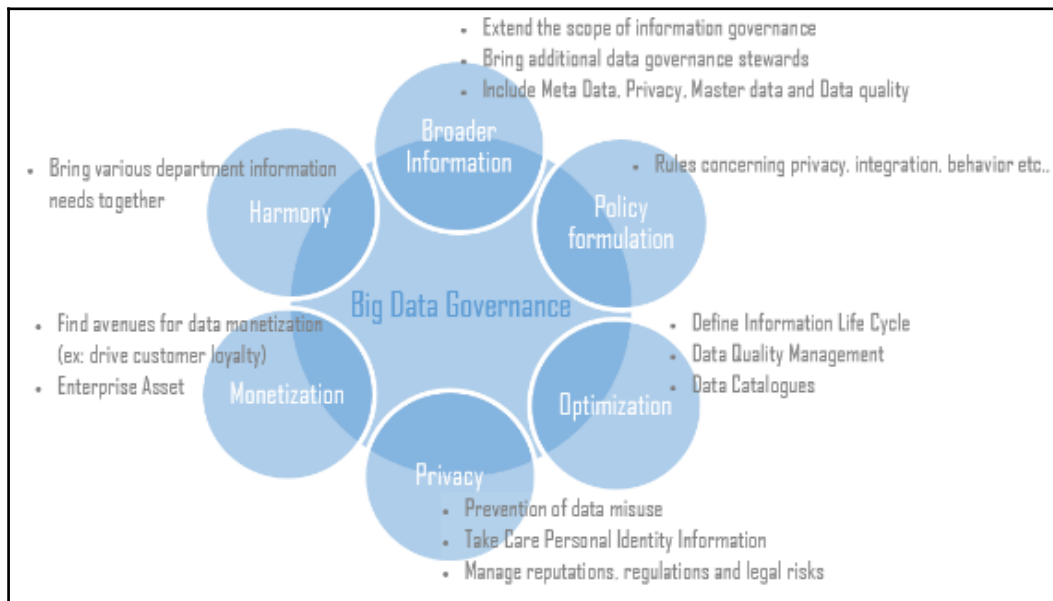 • Extend the scope of information governance
• Bring additional data governance stewards
• Include Meta Data, Privacy, Master data and Data quality
Broader
Information
• Rules concerning privacy, integration, behavior etc..
Policy
formulation
• Define Information Life Cycle
• Data Quality Management
• Data Catalogues
Optimization
Privacy
• Prevention of data misuse
• Take Care Personal Identity Information
• Manage reputations, regulations and legal risks
• Find avenues for data monetization
(ex: drive customer loyalty)
• Enterprise Asset
Monetization
• Bring various department information
needs together
Harmony
Big Data Governance